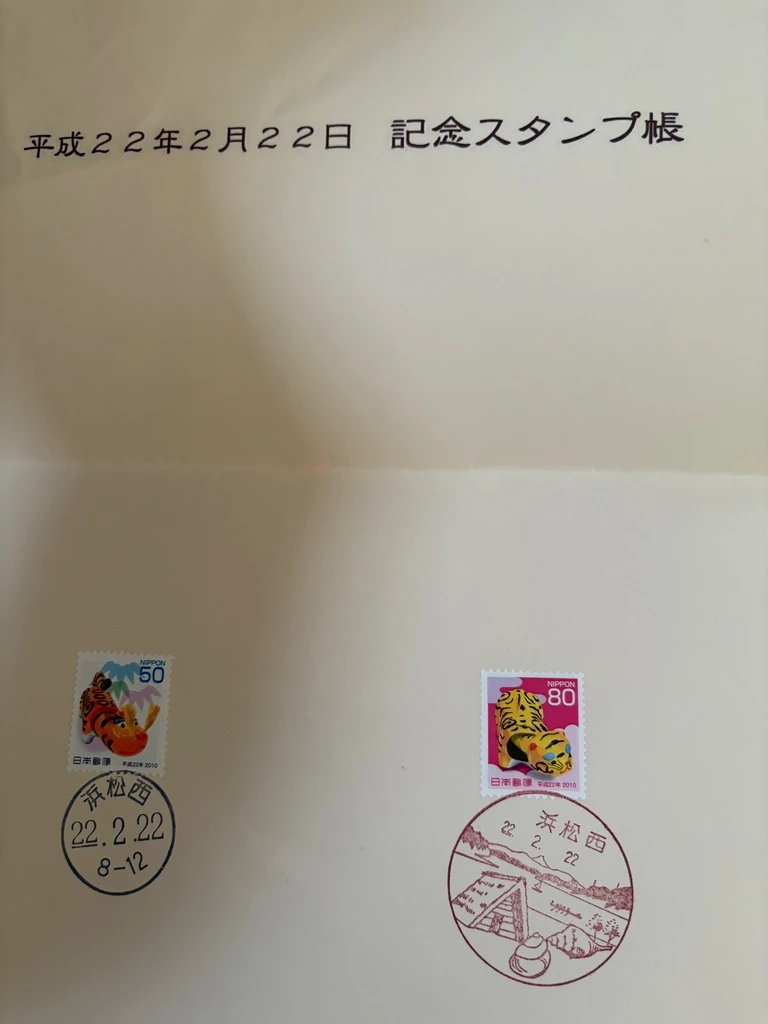 平成22年2月22日 記念スタンプ帳
NIPPON
50
日本郵便 平成22年 2010
浜松西
22.2.22
8-12
NIPPON
80
日本郵便 平成22年 2010
浜松西
22. 2. 22